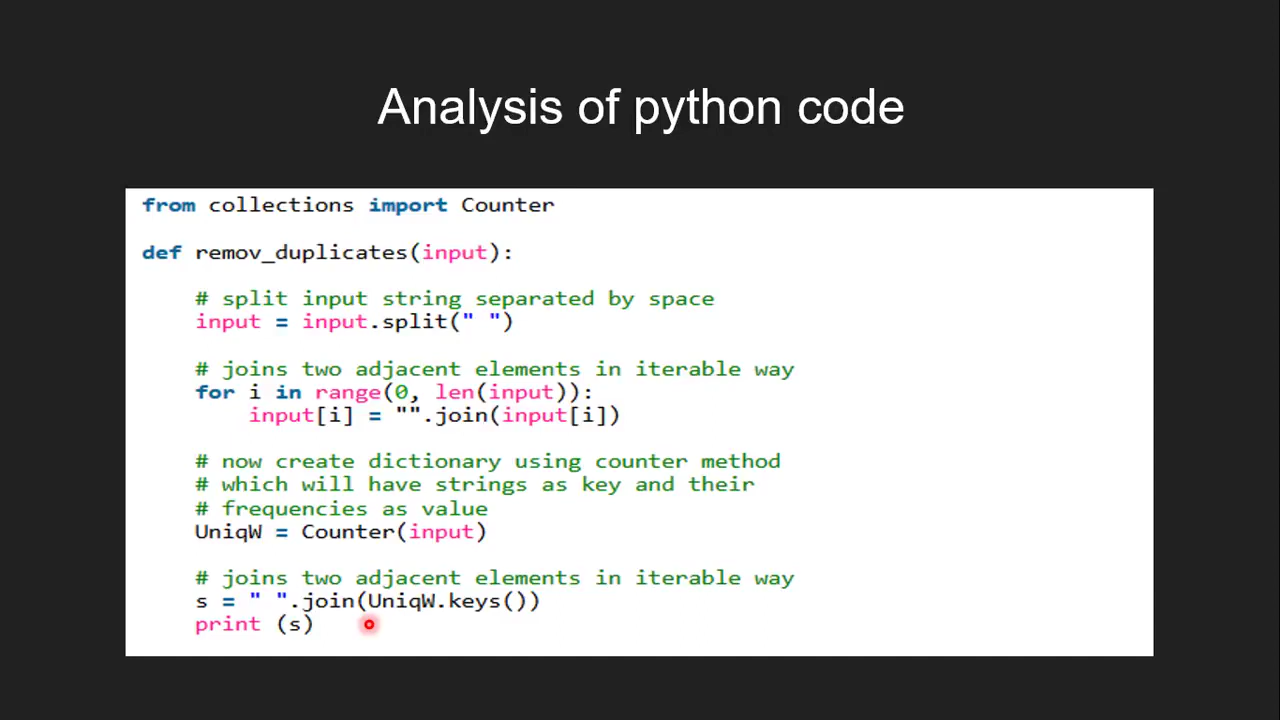 Analysis of python code
from collections import Counter
def remov_duplicates(input):
# split input string separated by space
input = input.split(" ")
# joins two adjacent elements in iterable way
for i in range(0, len(input)):
input[i] = "".join(input[i])
# now create dictionary using counter method
# which will have strings as key and their
# frequencies as value
UniqW = Counter(input)
# joins two adjacent elements in iterable way
s = " ".join(UniqW.keys())
print (s)